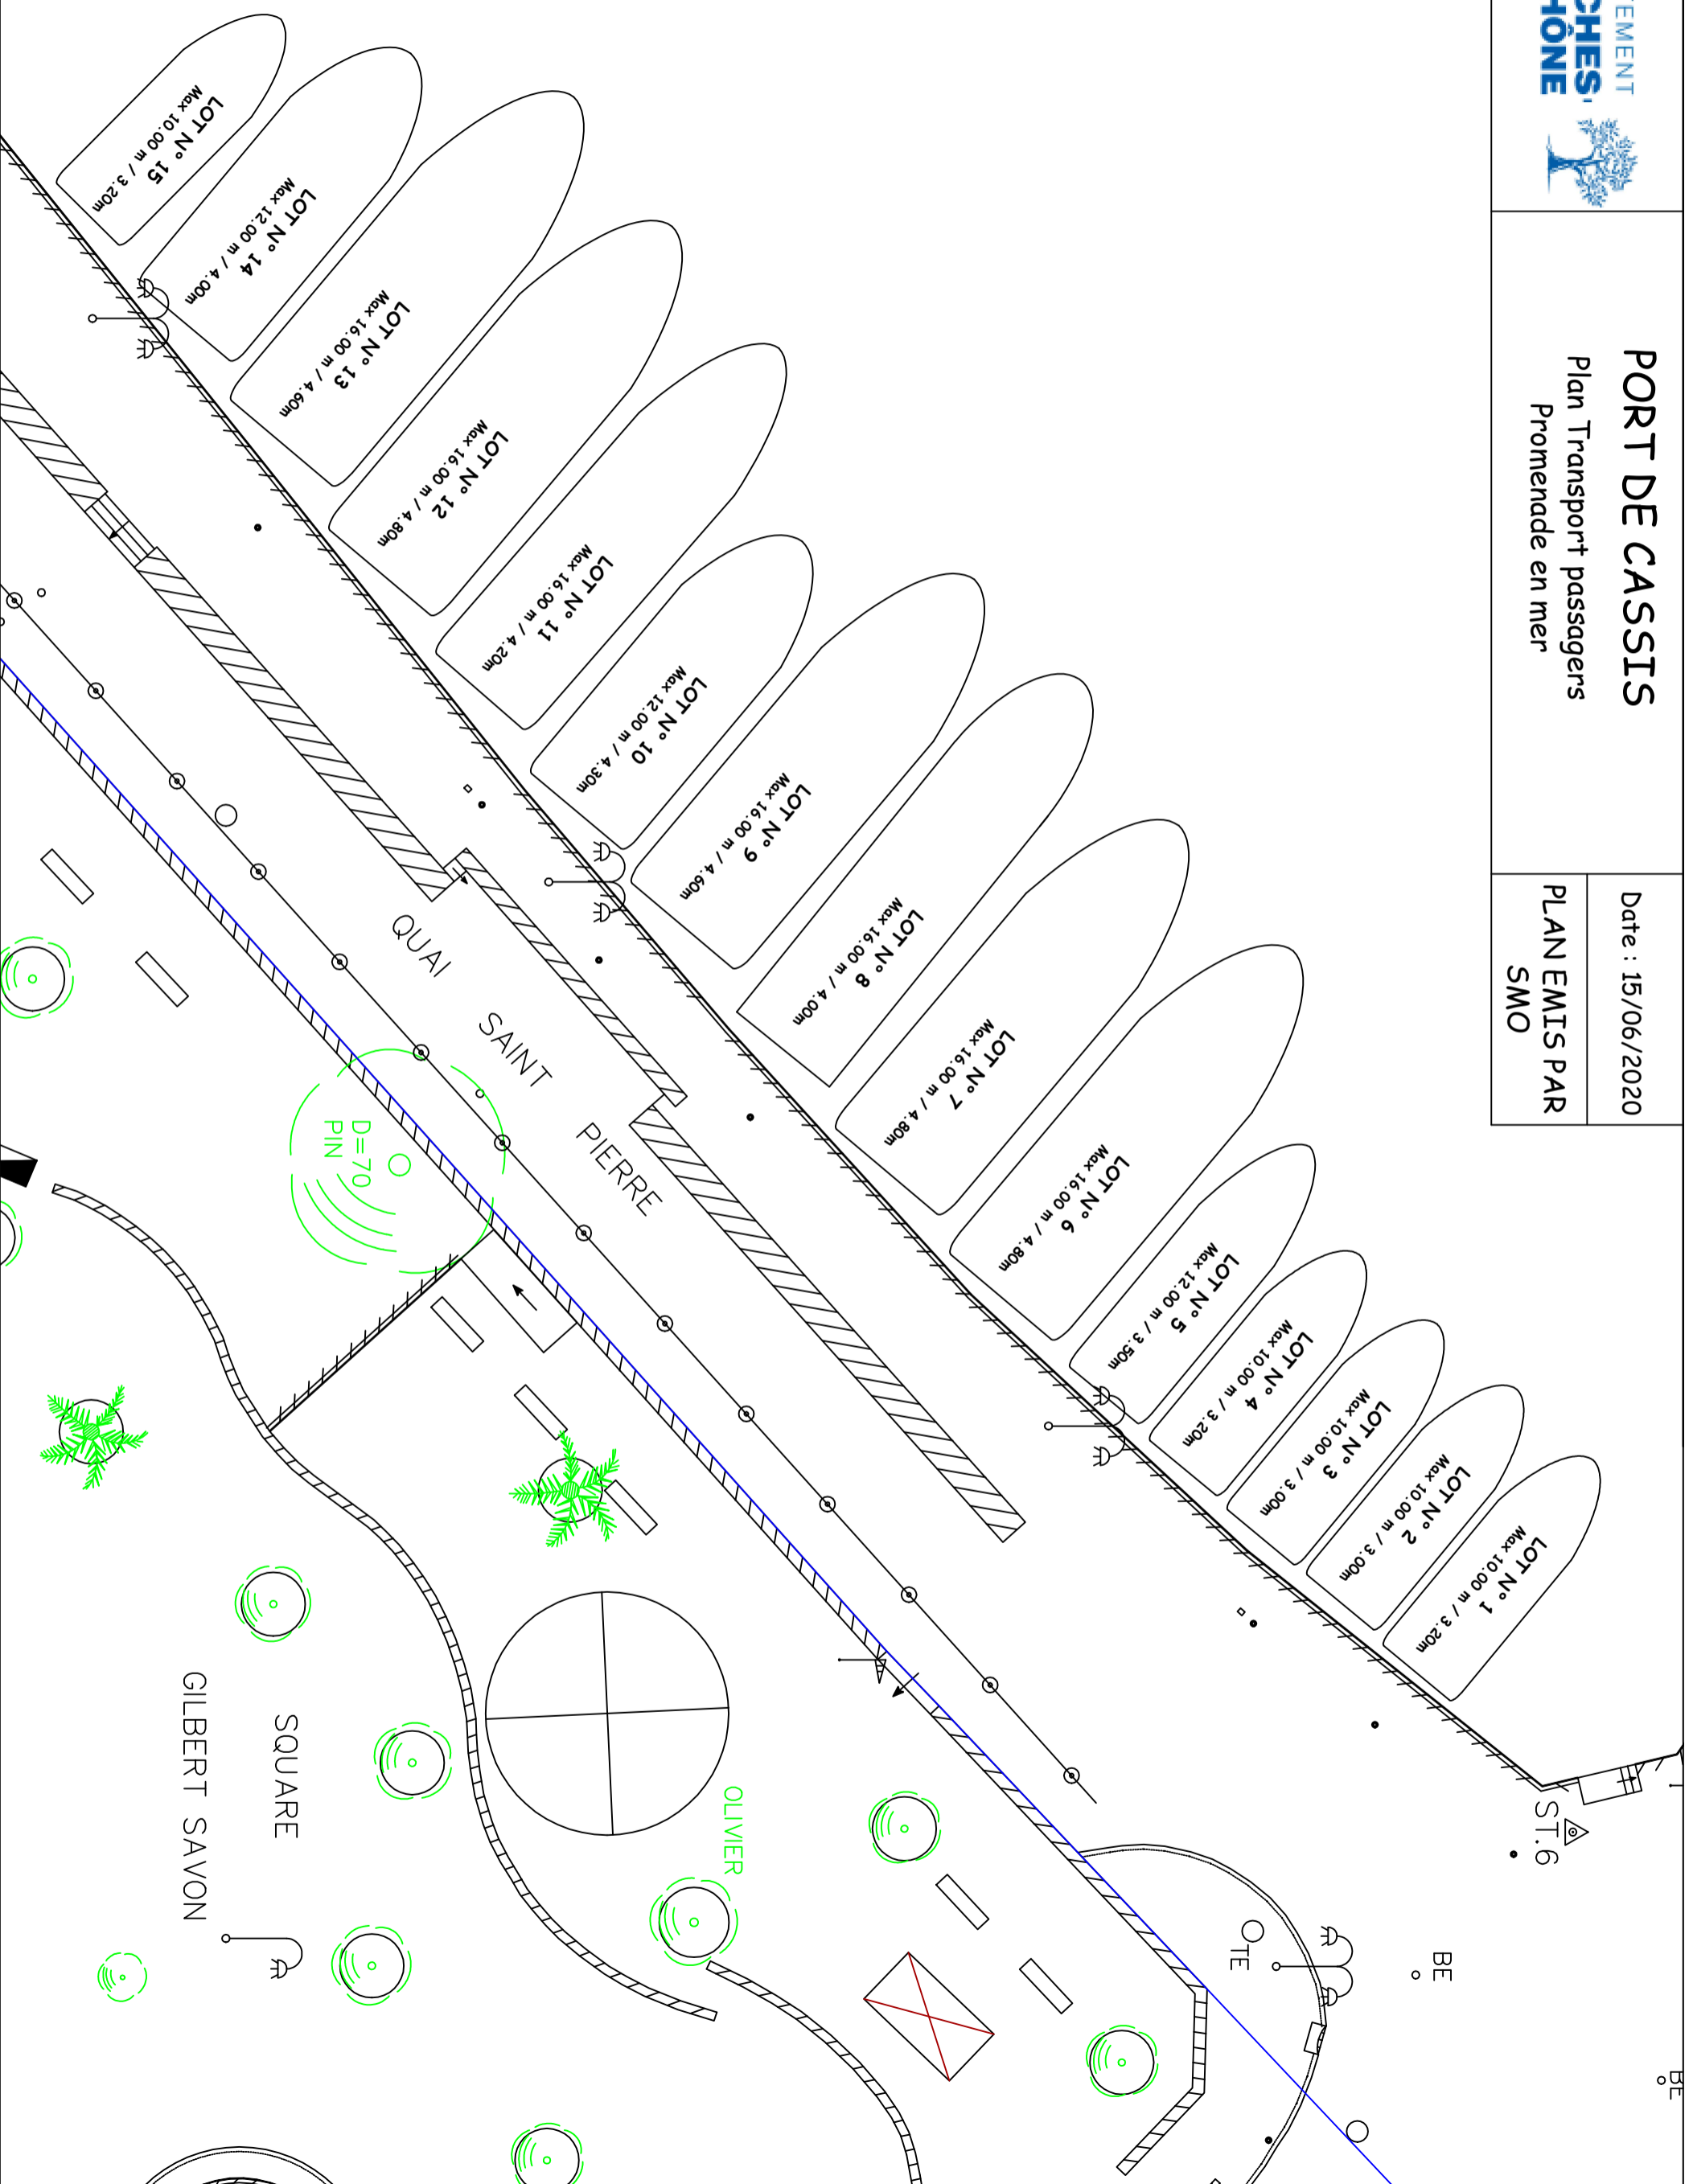 TEMENT
CHES-
HÔNE
PORT DE CASSIS
Plan Transport passagers
Promenade en mer
Date : 15/06/2020
PLAN EMIS PAR
SMO
LOT N° 15
Max 10.00 m / 3.20m
LOT N° 14
Max 12.00 m / 4.00m
LOT N° 13
Max 16.00 m / 4.60m
LOT N° 12
Max 16.00 m / 4.80m
LOT N° 11
Max 16.00 m / 4.20m
LOT N° 10
Max 12.00 m / 4.30m
LOT N° 9
Max 16.00 m / 4.60m
LOT N° 8
Max 16.00 m / 4.00m
LOT N° 7
Max 16.00 m / 4.80m
LOT N° 6
Max 16.00 m / 4.80m
LOT N° 5
Max 12.00 m / 3.50m
LOT N° 4
Max 10.00 m / 3.20m
LOT N° 3
Max 10.00 m / 3.00m
LOT N° 2
Max 10.00 m / 3.00m
LOT N° 1
Max 10.00 m / 3.20m
QUAI SAINT PIERRE
D=70
PIN
ST.6
OLIVIER
SQUARE
GILBERT SAVON
TE
BE
BE